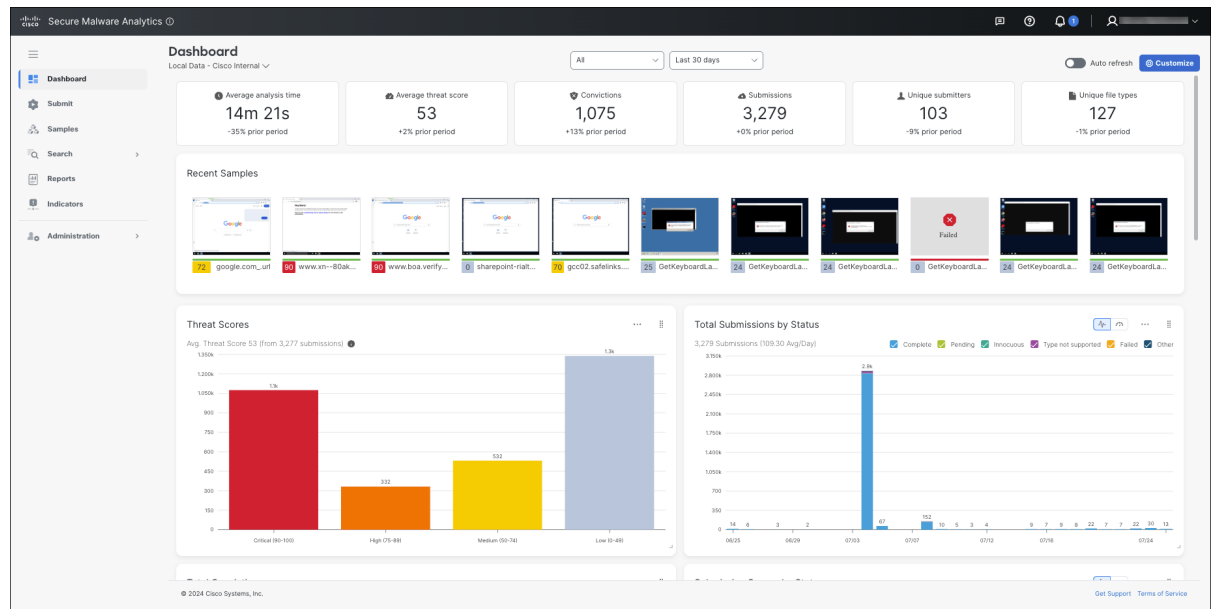 CISCO Secure Malware Analytics
1
Dashboard
Submit
Samples
Search
Reports
Indicators
Administration
Dashboard
Local Data - Cisco Internal
All
Last 30 days
Auto refresh
Customize
Average analysis time
14m 21s
-35% prior period
Average threat score
53
+2% prior period
Convictions
1,075
+13% prior period
Submissions
3,279
+0% prior period
Unique submitters
103
-9% prior period
Unique file types
127
-1% prior period
Recent Samples
Google
Google
Google
Google
Failed
72 google.com_.url
90 www.xn--80ak...
90 www.boa.verify...
0 sharepoint-rialt...
70 gcc02.safelinks....
25 GetKeyboardLa...
24 GetKeyboardLa...
24 GetKeyboardLa...
0 GetKeyboardLa...
24 GetKeyboardLa...
24 GetKeyboardLa...
Threat Scores
Avg. Threat Score 53 (from 3,277 submissions)
1.350k
1.200k
1.050k
900
750
600
450
300
150
0
1.1k
332
532
1.3k
Critical (90-100)
High (75-89)
Medium (50-74)
Low (0-49)
Total Submissions by Status
3,279 Submissions (109.30 Avg/Day)
Complete Pending Innocuous Type not supported Failed Other
3.150k
2.800k
2.450k
2.100k
1.750k
1.400k
1.050k
700
350
0
14 6 3 2 2.9k 67 152 10 5 3 4 9 7 9 8 22 7 7 22 30 13
06/25 06/29 07/03 07/07 07/12 07/16 07/24
© 2024 Cisco Systems, Inc.
Get Support Terms of Service